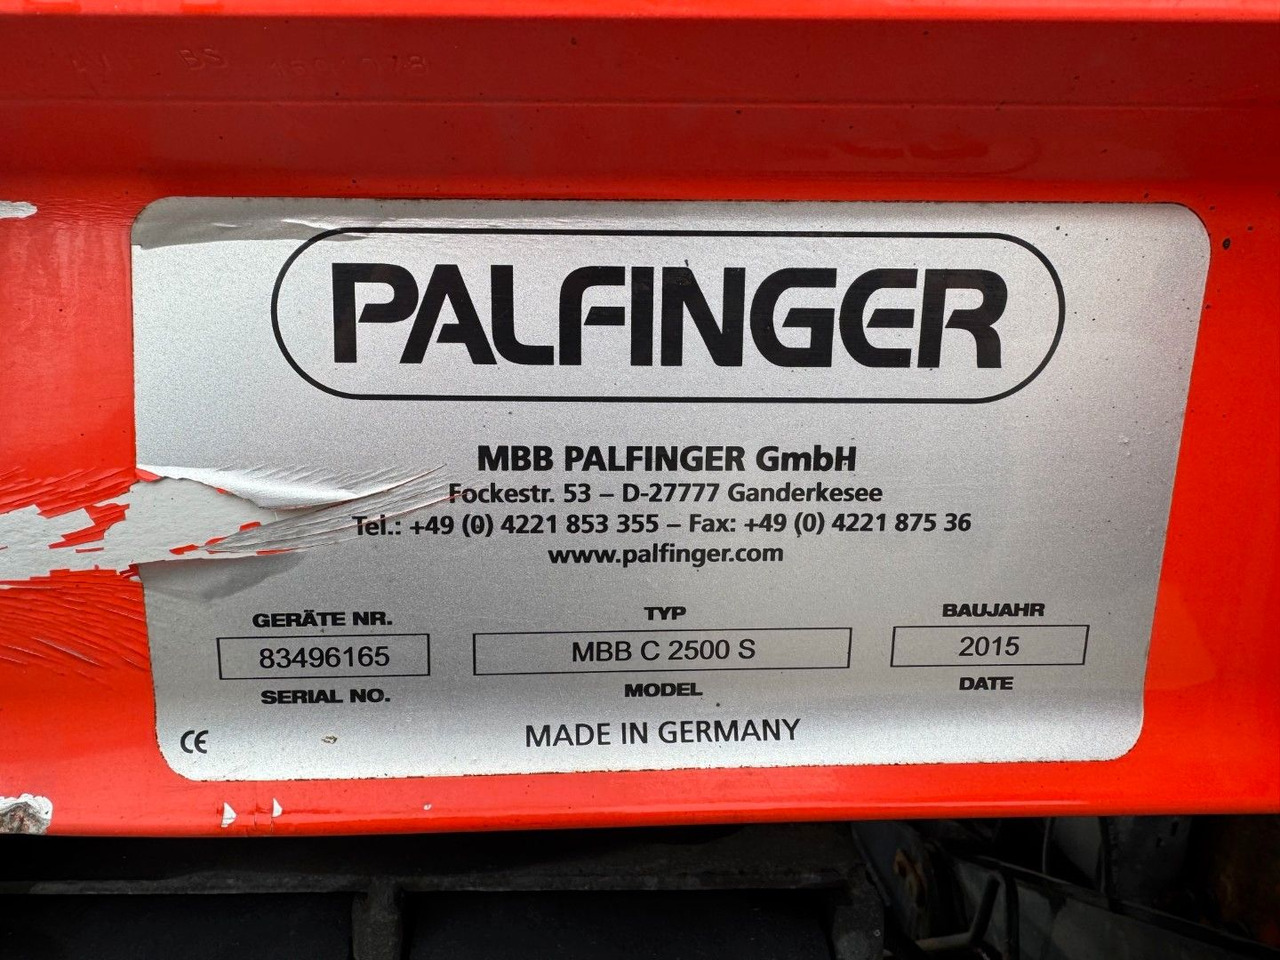 BS
PALFINGER
MBB PALFINGER GmbH
Fockestr. 53 – D-27777 Ganderkesee
Tel.: +49 (0) 4221 853 355 – Fax: +49 (0) 4221 875 36
www.palfinger.com
GERÄTE NR. TYP BAUJAHR
83496165 MBB C 2500 S 2015
SERIAL NO. MODEL DATE
CE MADE IN GERMANY